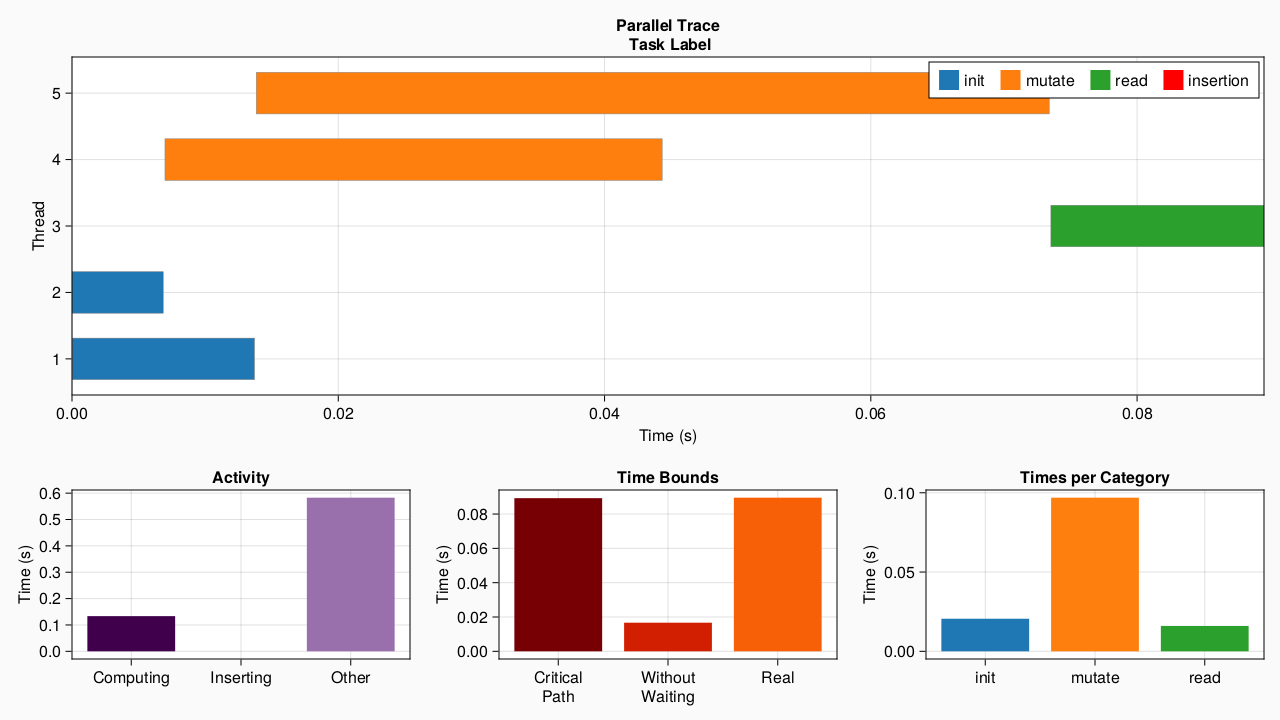 Parallel Trace
Task Label
init mutate read insertion
Thread
5
4
3
2
1
0.00 0.02 0.04 0.06 0.08
Time (s)
Activity
Time (s)
0.6
0.5
0.4
0.3
0.2
0.1
0.0
Computing Inserting Other
Time Bounds
Time (s)
0.08
0.06
0.04
0.02
0.00
Critical Path
Without Waiting
Real
Times per Category
Time (s)
0.10
0.05
0.00
init mutate read